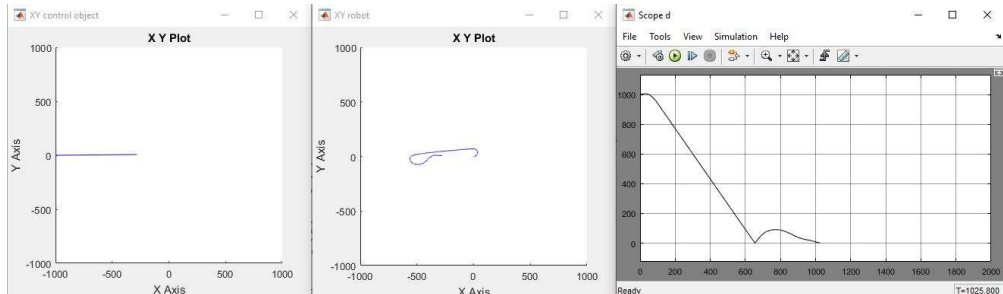 XY control object
X Y Plot
1000
500
0
-500
-1000
-1000 -500 0 500 1000
Y Axis
X Axis
XY robot
X Y Plot
1000
500
0
-500
-1000
-1000 -500 0 500 1000
Y Axis
X Axis
Scope d
File Tools View Simulation Help
1000
800
600
400
200
0
0 200 400 600 800 1000 1200 1400 1600 1800 2000
Ready T=1025.800